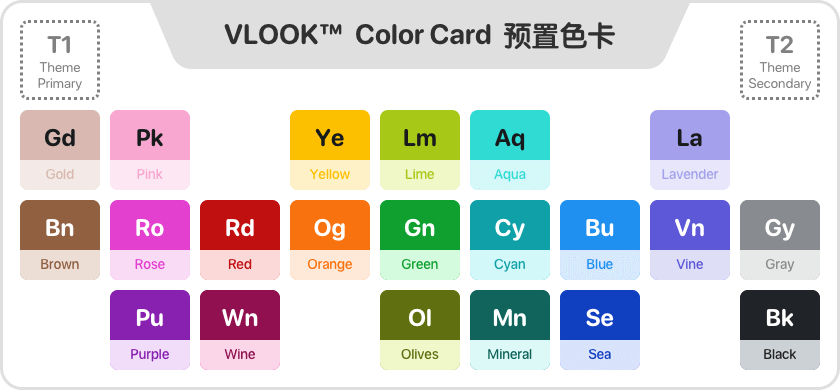 VLOOK™ Color Card 预置色卡
T1
Theme
Primary
T2
Theme
Secondary
Gd
Gold
Pk
Pink
Ye
Yellow
Lm
Lime
Aq
Aqua
La
Lavender
Bn
Brown
Ro
Rose
Rd
Red
Og
Orange
Gn
Green
Cy
Cyan
Bu
Blue
Vn
Vine
Gy
Gray
Pu
Purple
Wn
Wine
Ol
Olives
Mn
Mineral
Se
Sea
Bk
Black